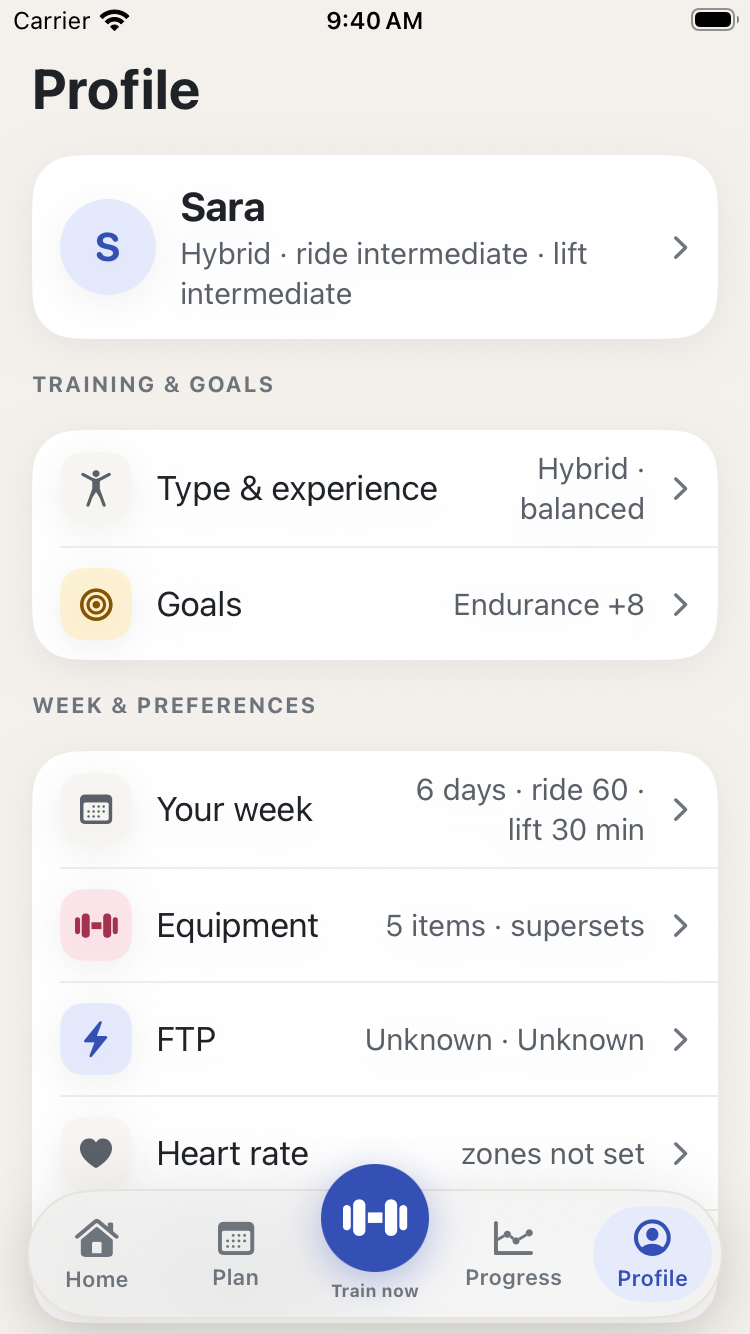 Carrier 9:40 AM
Profile
S
Sara
Hybrid · ride intermediate · lift
intermediate
TRAINING & GOALS
Type & experience
Hybrid ·
balanced
Goals
Endurance +8
WEEK & PREFERENCES
Your week
6 days · ride 60 ·
lift 30 min
Equipment
5 items · supersets
FTP
Unknown · Unknown
Heart rate
zones not set
Home
Plan
Train now
Progress
Profile